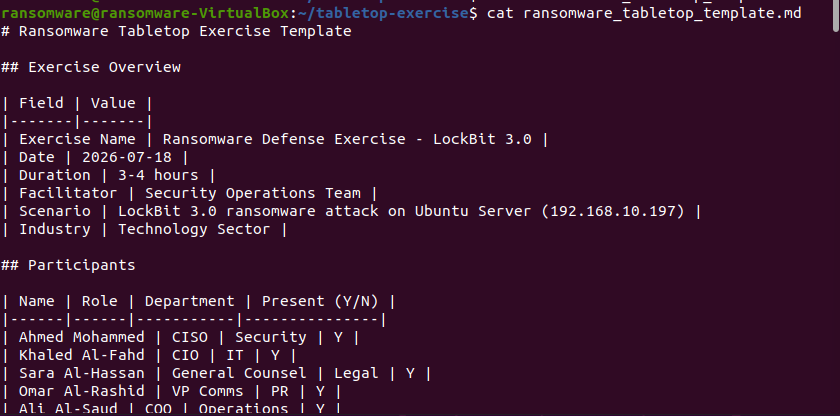 ransomware@ransomware-VirtualBox:~/tabletop-exercise$ cat ransomware_tabletop_template.md
# Ransomware Tabletop Exercise Template
## Exercise Overview
| Field | Value |
|-------|-------|
| Exercise Name | Ransomware Defense Exercise - LockBit 3.0 |
| Date | 2026-07-18 |
| Duration | 3-4 hours |
| Facilitator | Security Operations Team |
| Scenario | LockBit 3.0 ransomware attack on Ubuntu Server (192.168.10.197) |
| Industry | Technology Sector |
## Participants
| Name | Role | Department | Present (Y/N) |
|------|------|-----------|---------------|
| Ahmed Mohammed | CISO | Security | Y |
| Khaled Al-Fahd | CIO | IT | Y |
| Sara Al-Hassan | General Counsel | Legal | Y |
| Omar Al-Rashid | VP Comms | PR | Y |
| Ali Al-Saud | COO | Operations | Y |